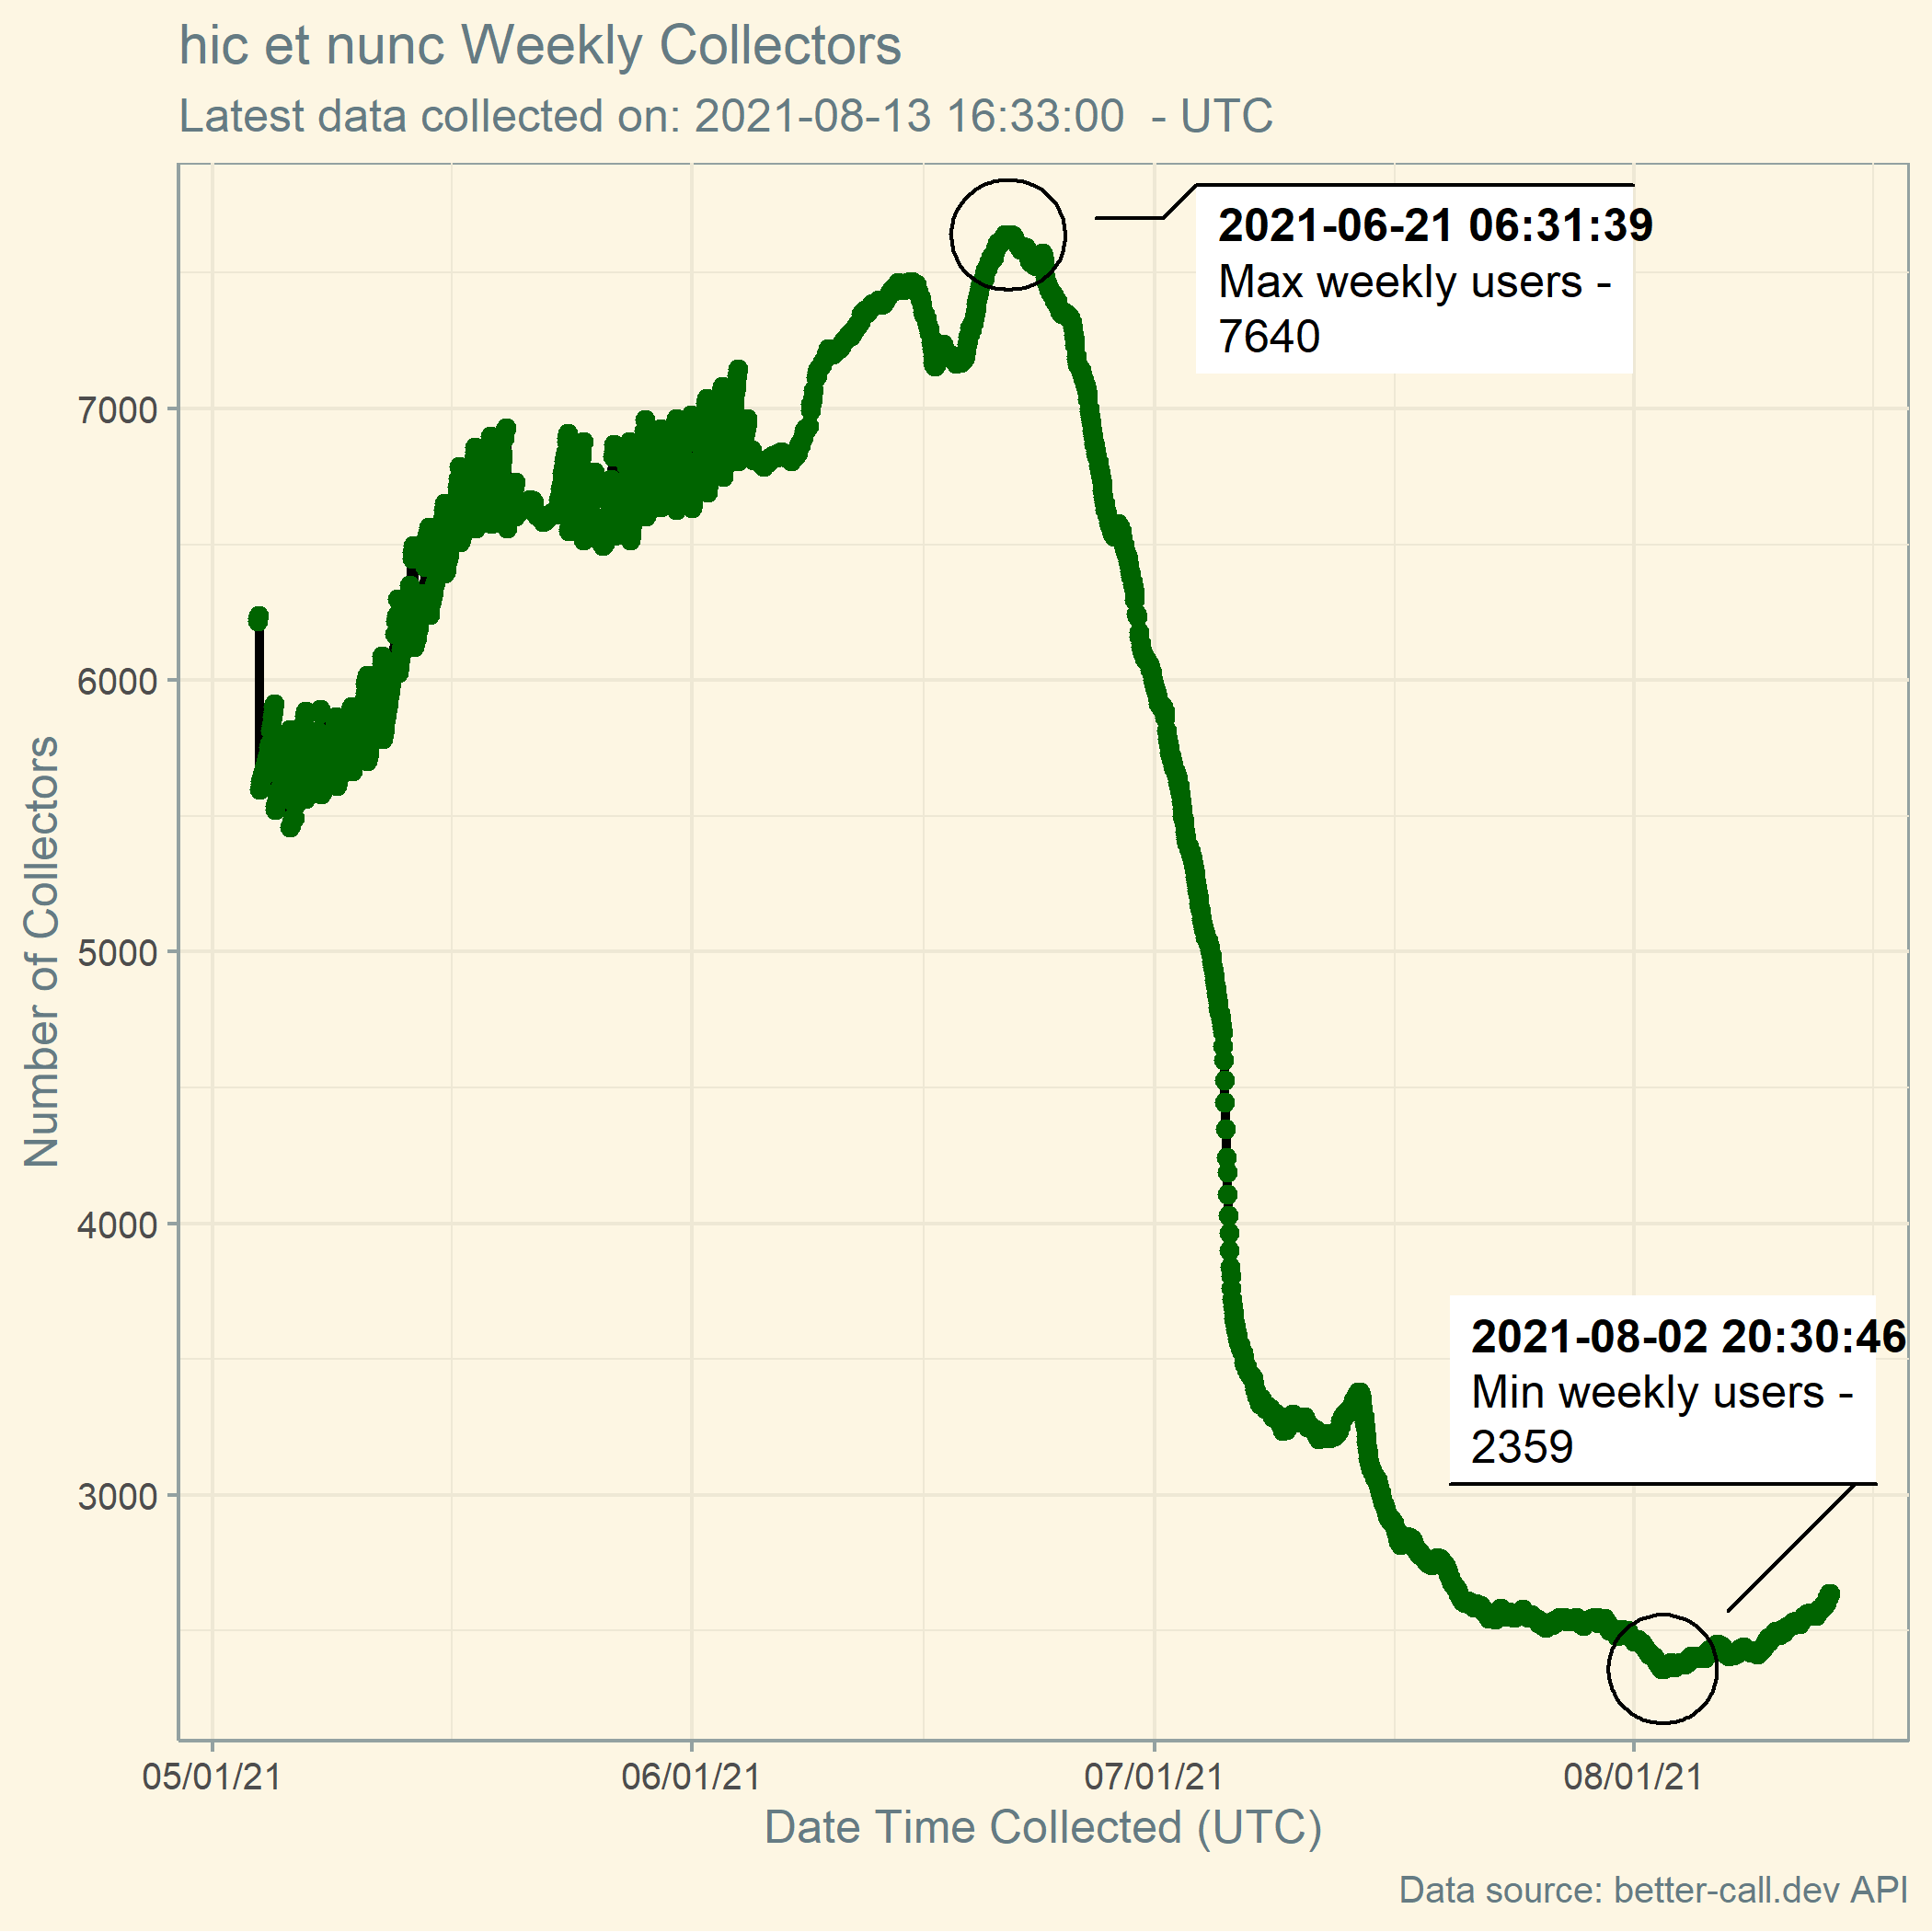 hic et nunc Weekly Collectors
Latest data collected on: 2021-08-13 16:33:00  - UTC
2021-06-21 06:31:39
Max weekly users -
7640
7000
6000
5000
4000
3000
Number of Collectors
2021-08-02 20:30:46
Min weekly users -
2359
05/01/21
06/01/21
07/01/21
08/01/21
Date Time Collected (UTC)
Data source: better-call.dev API